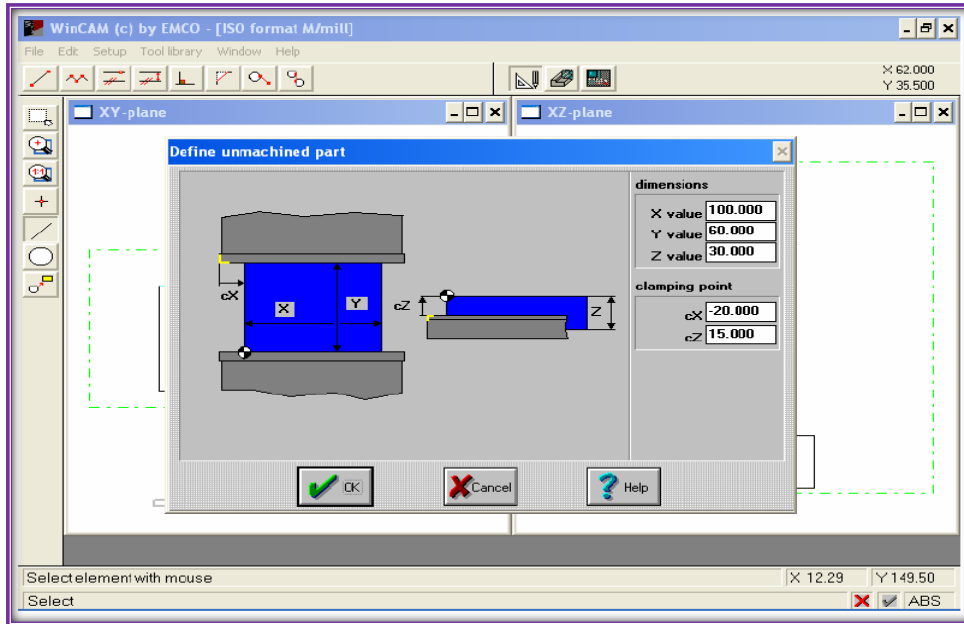 WinCAM (c) by EMCO - [ISO format M/mill]
File Edit Setup Tool library Window Help
X 62.000
Y 35.500
XY-plane
XZ-plane
Define unmachined part
dimensions
X value 100.000
Y value 60.000
Z value 30.000
clamping point
cX -20.000
cZ 15.000
cX
X
Y
cZ
Z
OK
Cancel
Help
Select element with mouse
X 12.29
Y 149.50
Select
ABS